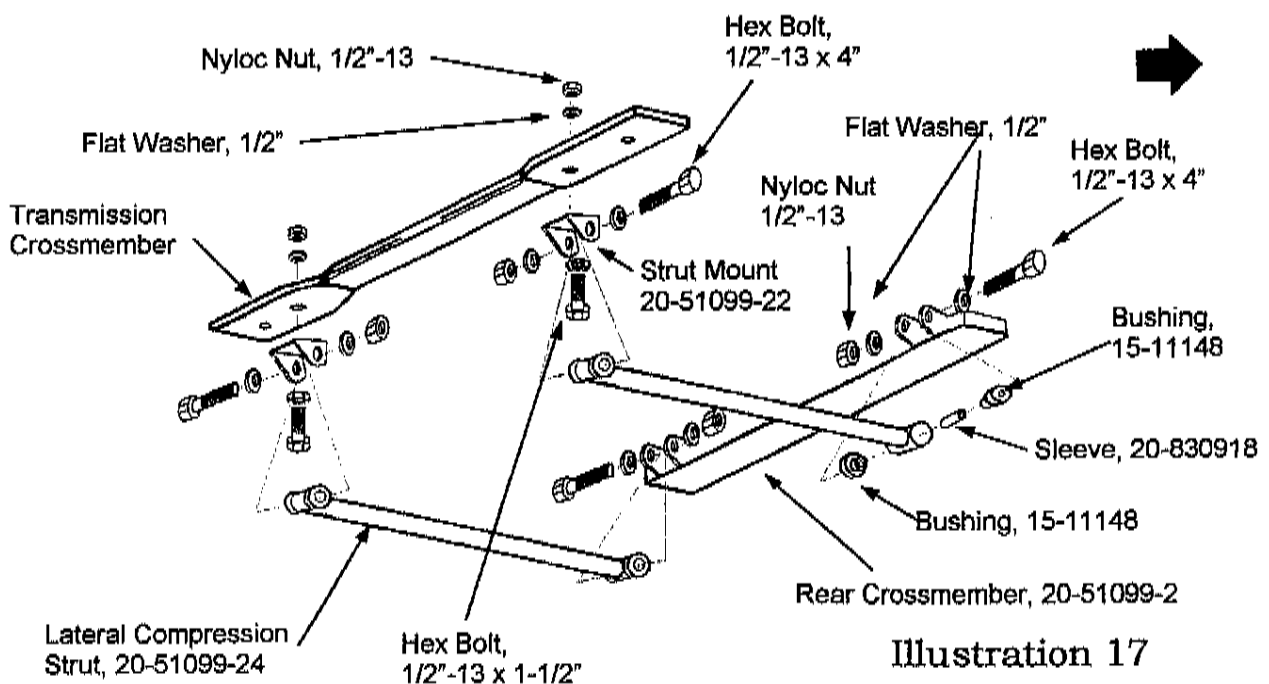 Hex Bolt,
1/2"-13 x 4"
Nyloc Nut, 1/2"-13
Flat Washer, 1/2"
Flat Washer, 1/2"
Hex Bolt,
1/2"-13 x 4"
Nyloc Nut
1/2"-13
Transmission
Crossmember
Strut Mount
20-51099-22
Bushing,
15-11148
Sleeve, 20-830918
Bushing, 15-11148
Rear Crossmember, 20-51099-2
Lateral Compression
Strut, 20-51099-24
Hex Bolt,
1/2"-13 x 1-1/2"
Illustration 17